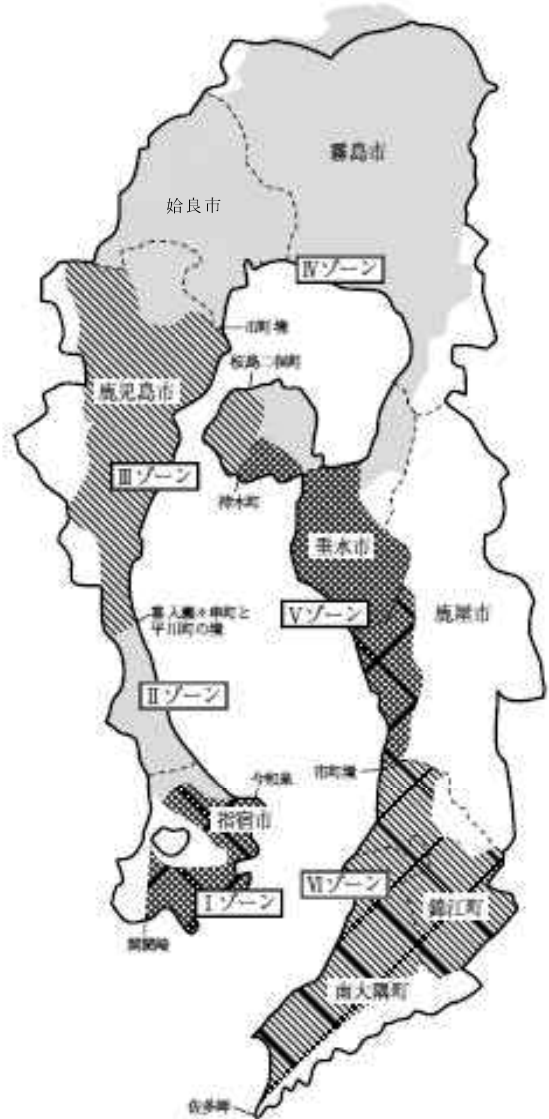 霧島市
姶良市
Ⅳゾーン
市町境
桜島二俣町
鹿児島市
Ⅲゾーン
持木町
垂水市
Ⅴゾーン
鹿屋市
喜入瀬々串町と
平川町の境
Ⅱゾーン
市町境
今和泉
指宿市
Ⅰゾーン
Ⅵゾーン
錦江町
開聞崎
南大隅町
佐多岬